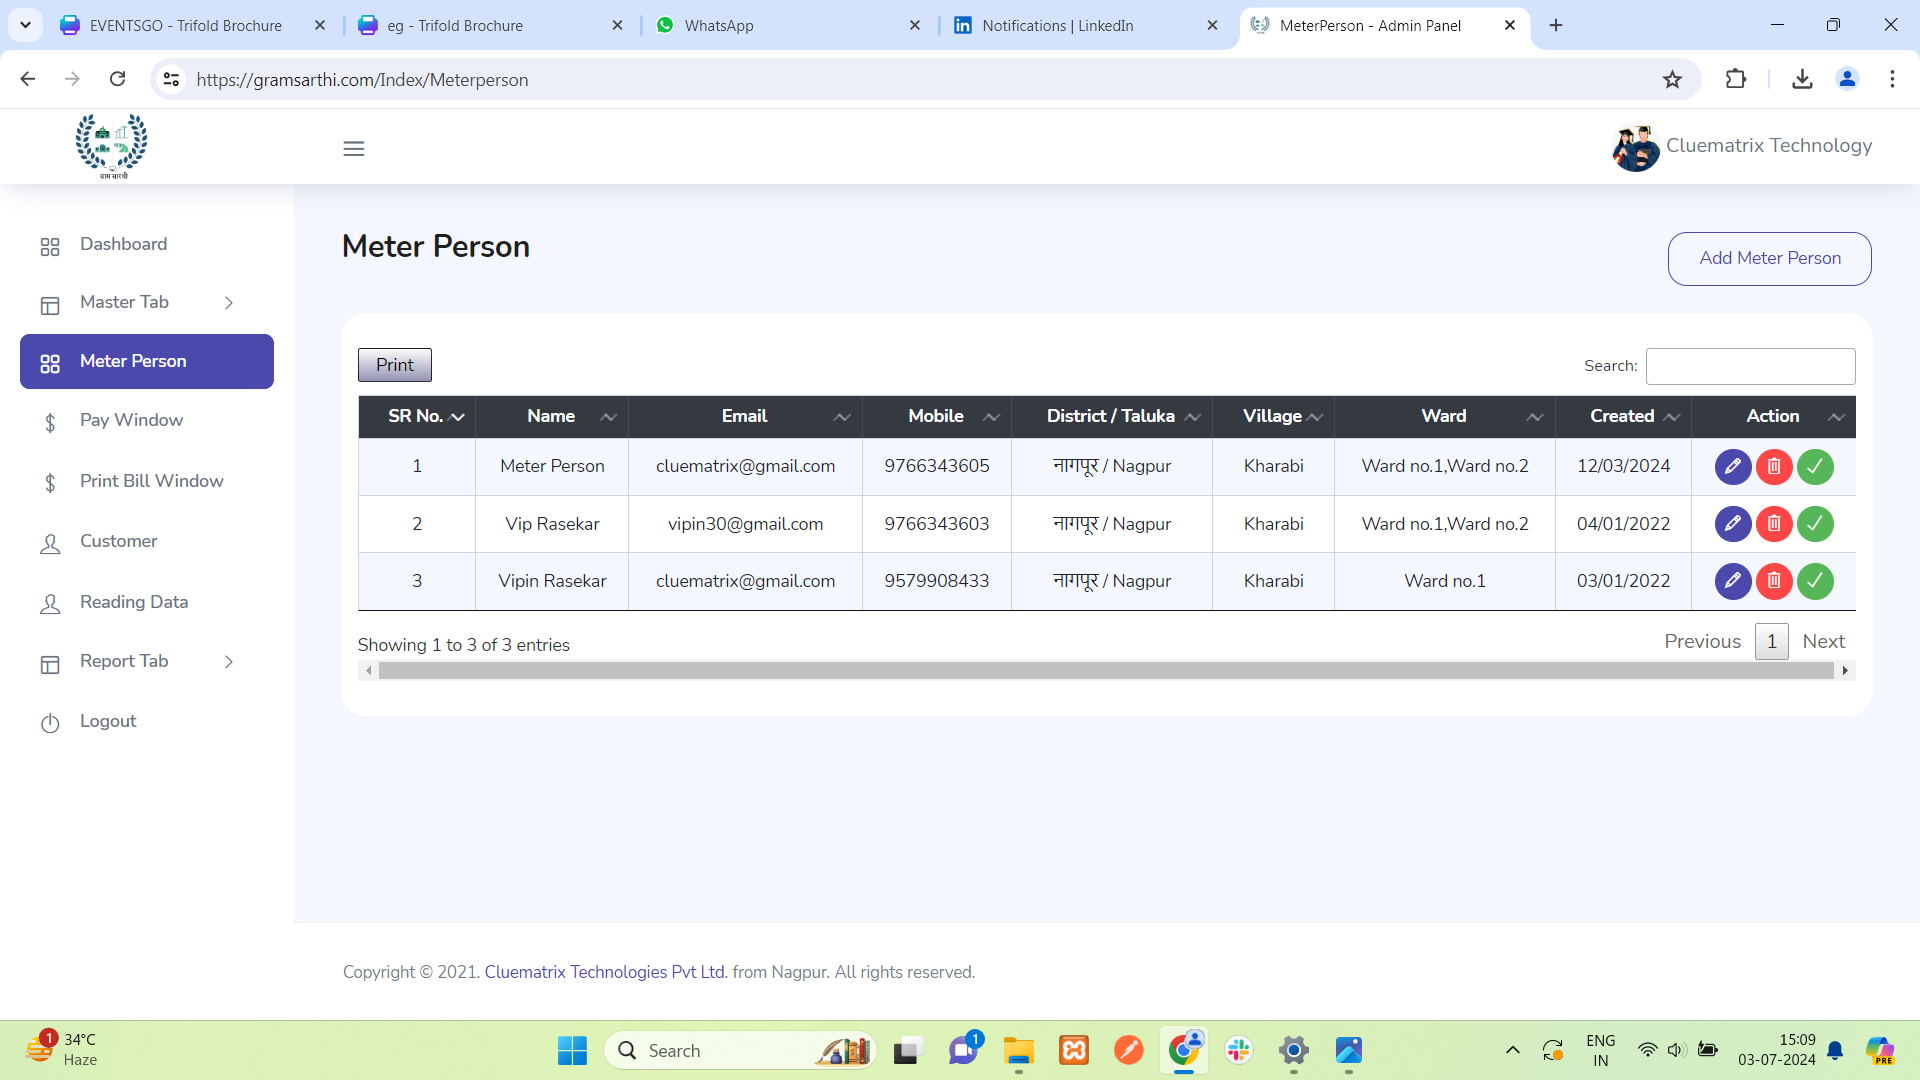 EVENTSGO - Trifold Brochure
eg - Trifold Brochure
WhatsApp
Notifications | LinkedIn
MeterPerson - Admin Panel
https://gramsarthi.com/Index/Meterperson
ग्राम सारथी
Cluematrix Technology
Dashboard
Master Tab
Meter Person
Pay Window
Print Bill Window
Customer
Reading Data
Report Tab
Logout
Meter Person
Add Meter Person
Print
Search:
SR No. Name Email Mobile District / Taluka Village Ward Created Action
1 Meter Person cluematrix@gmail.com 9766343605 नागपूर / Nagpur Kharabi Ward no.1,Ward no.2 12/03/2024
2 Vip Rasekar vipin30@gmail.com 9766343603 नागपूर / Nagpur Kharabi Ward no.1,Ward no.2 04/01/2022
3 Vipin Rasekar cluematrix@gmail.com 9579908433 नागपूर / Nagpur Kharabi Ward no.1 03/01/2022
Showing 1 to 3 of 3 entries
Previous 1 Next
Copyright © 2021. Cluematrix Technologies Pvt Ltd. from Nagpur. All rights reserved.
1
34°C
Haze
Search
1
ENG
IN
15:09
03-07-2024
PRE